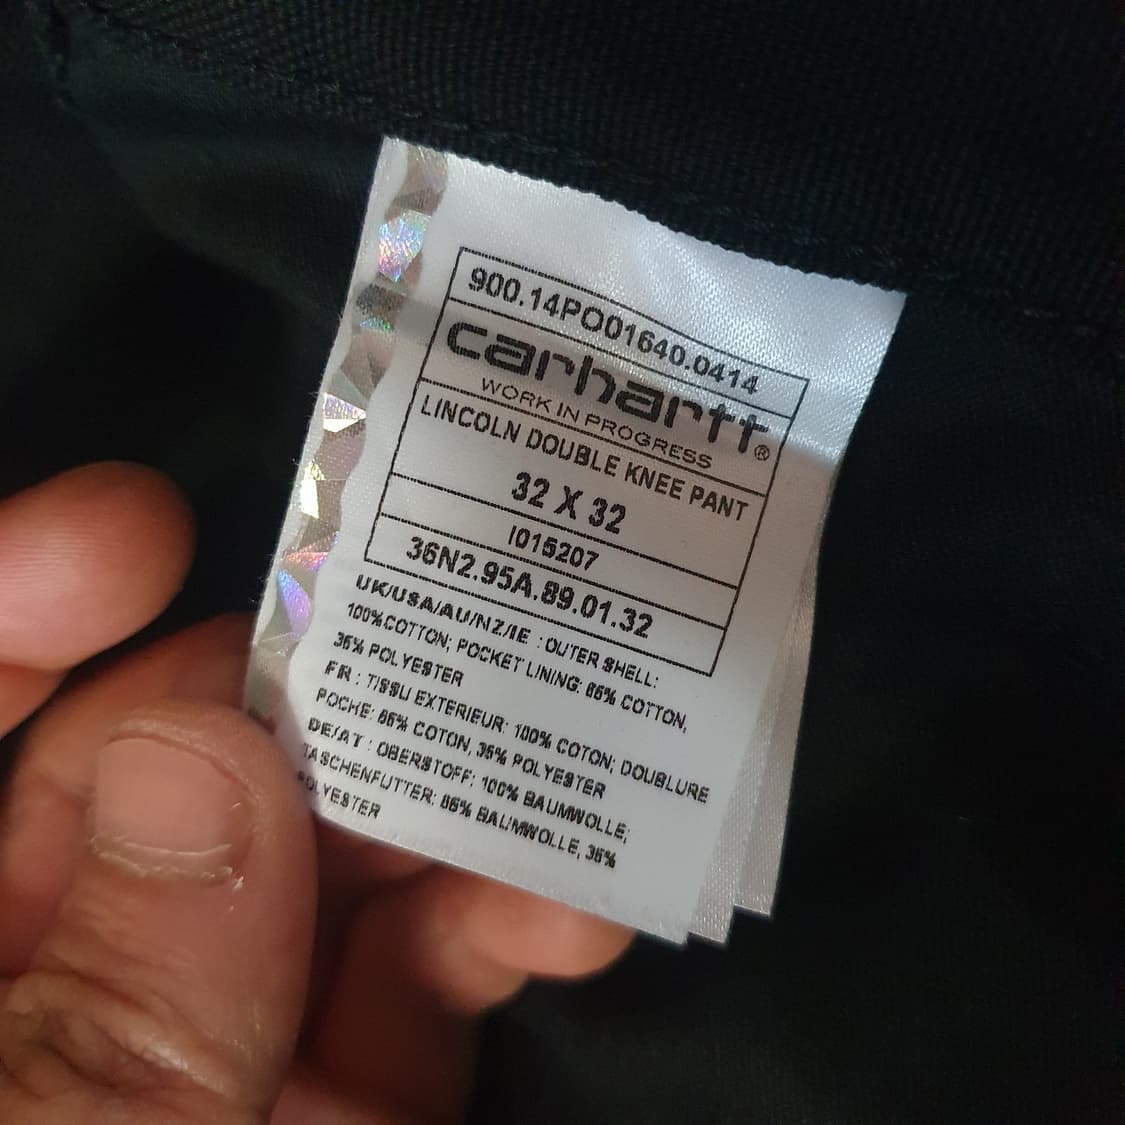 900.14PO01640.0414
carhartt®
WORK IN PROGRESS
LINCOLN DOUBLE KNEE PANT
32 X 32
I015207
36N2.95A.89.01.32
UK/USA/AU/NZ/IE : OUTER SHELL:
100%COTTON; POCKET LINING: 65% COTTON,
35% POLYESTER
FR : TISSU EXTERIEUR: 100% COTON; DOUBLURE
POCHE: 65% COTON, 35% POLYESTER
DE/AT : OBERSTOFF: 100% BAUMWOLLE;
TASCHENFUTTER: 65% BAUMWOLLE, 35%
POLYESTER